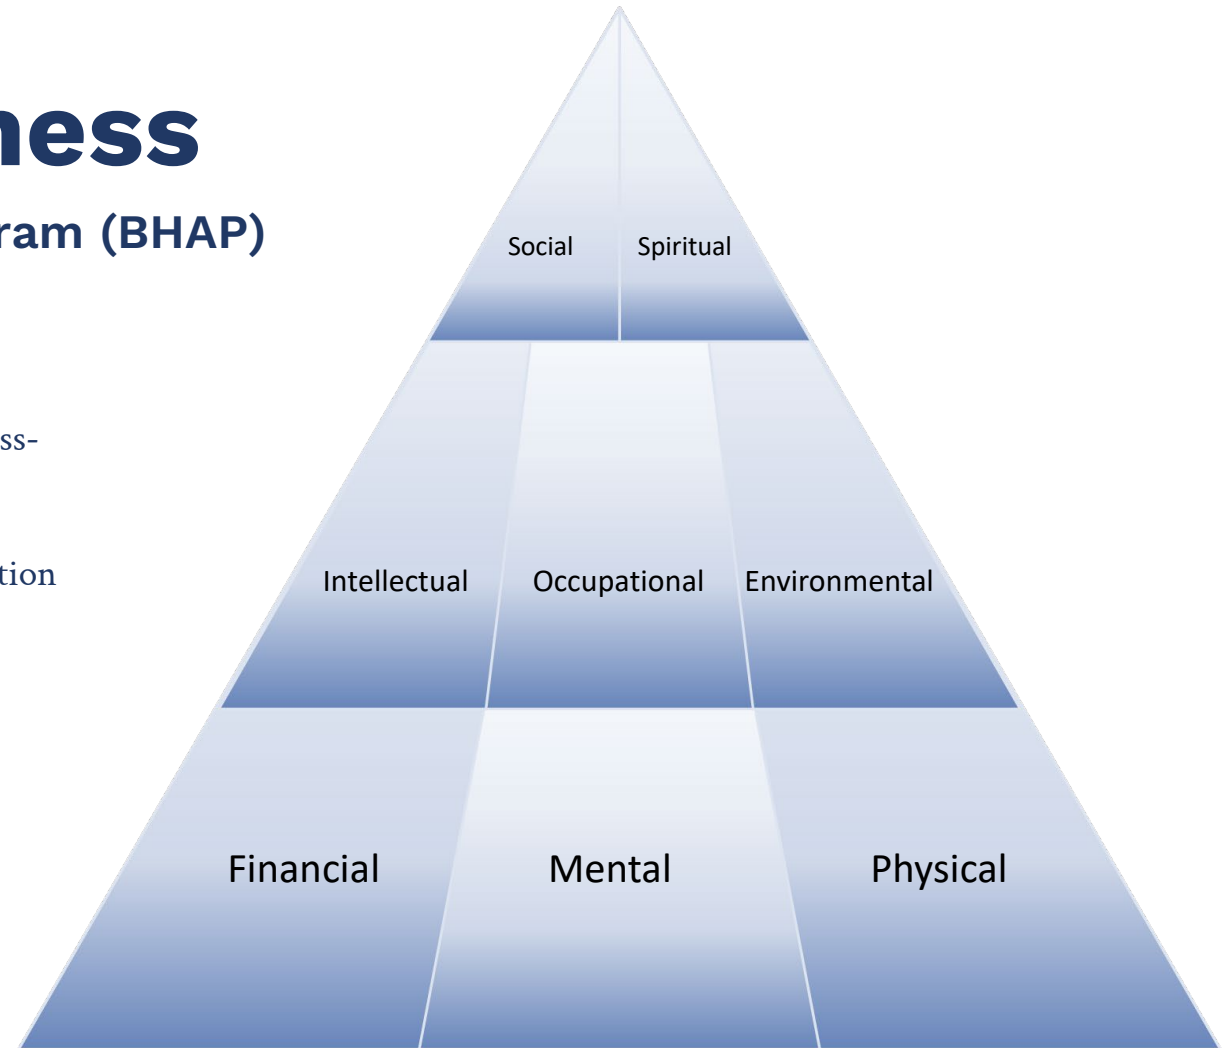 ness
ram (BHAP)
ss-
tion
Social Spiritual
Intellectual Occupational Environmental
Financial Mental Physical